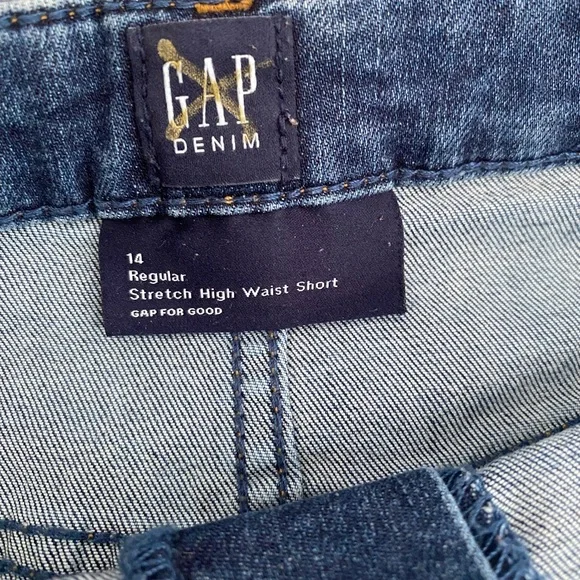 GAP
DENIM
14
Regular
Stretch High Waist Short
GAP FOR GOOD